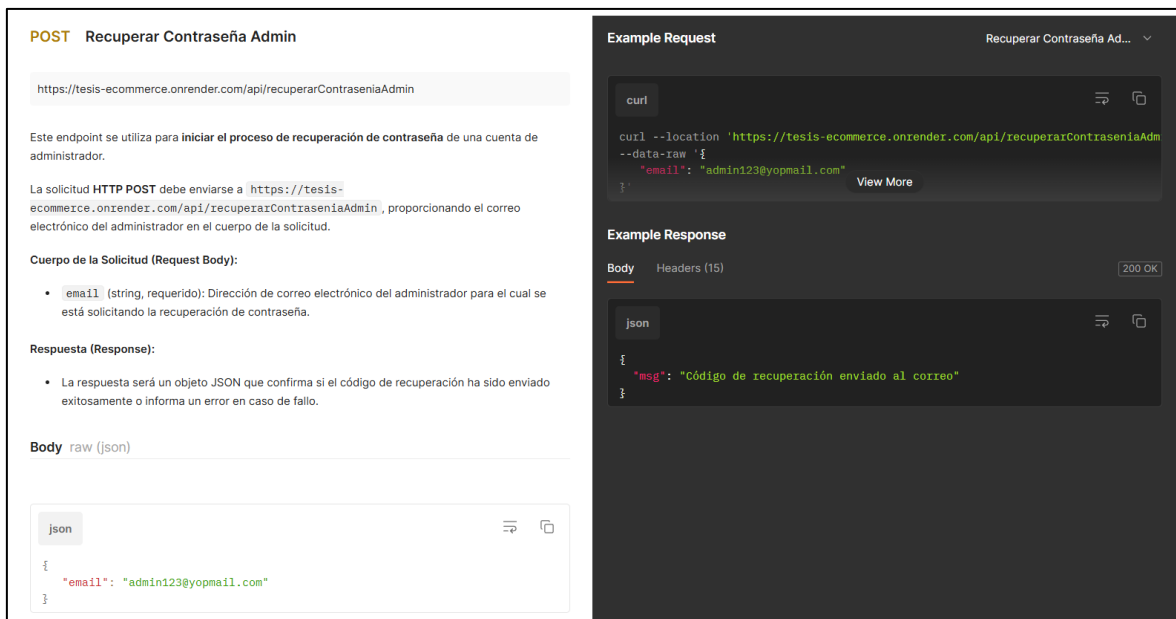 POST Recuperar Contraseña Admin
https://tesis-ecommerce.onrender.com/api/recuperarContraseniaAdmin
Este endpoint se utiliza para iniciar el proceso de recuperación de contraseña de una cuenta de
administrador.
La solicitud HTTP POST debe enviarse a https://tesis-
ecommerce.onrender.com/api/recuperarContraseniaAdmin , proporcionando el correo
electrónico del administrador en el cuerpo de la solicitud.
Cuerpo de la Solicitud (Request Body):
• email (string, requerido): Dirección de correo electrónico del administrador para el cual se
está solicitando la recuperación de contraseña.
Respuesta (Response):
• La respuesta será un objeto JSON que confirma si el código de recuperación ha sido enviado
exitosamente o informa un error en caso de fallo.
Body raw (json)
json
{
"email": "admin123@yopmail.com"
}
Example Request
Recuperar Contraseña Ad...
curl
curl --location 'https://tesis-ecommerce.onrender.com/api/recuperarContraseniaAdm
--data-raw '{
"email": "admin123@yopmail.com"
}'
View More
Example Response
Body Headers (15)
200 OK
json
{
"msg": "Código de recuperación enviado al correo"
}